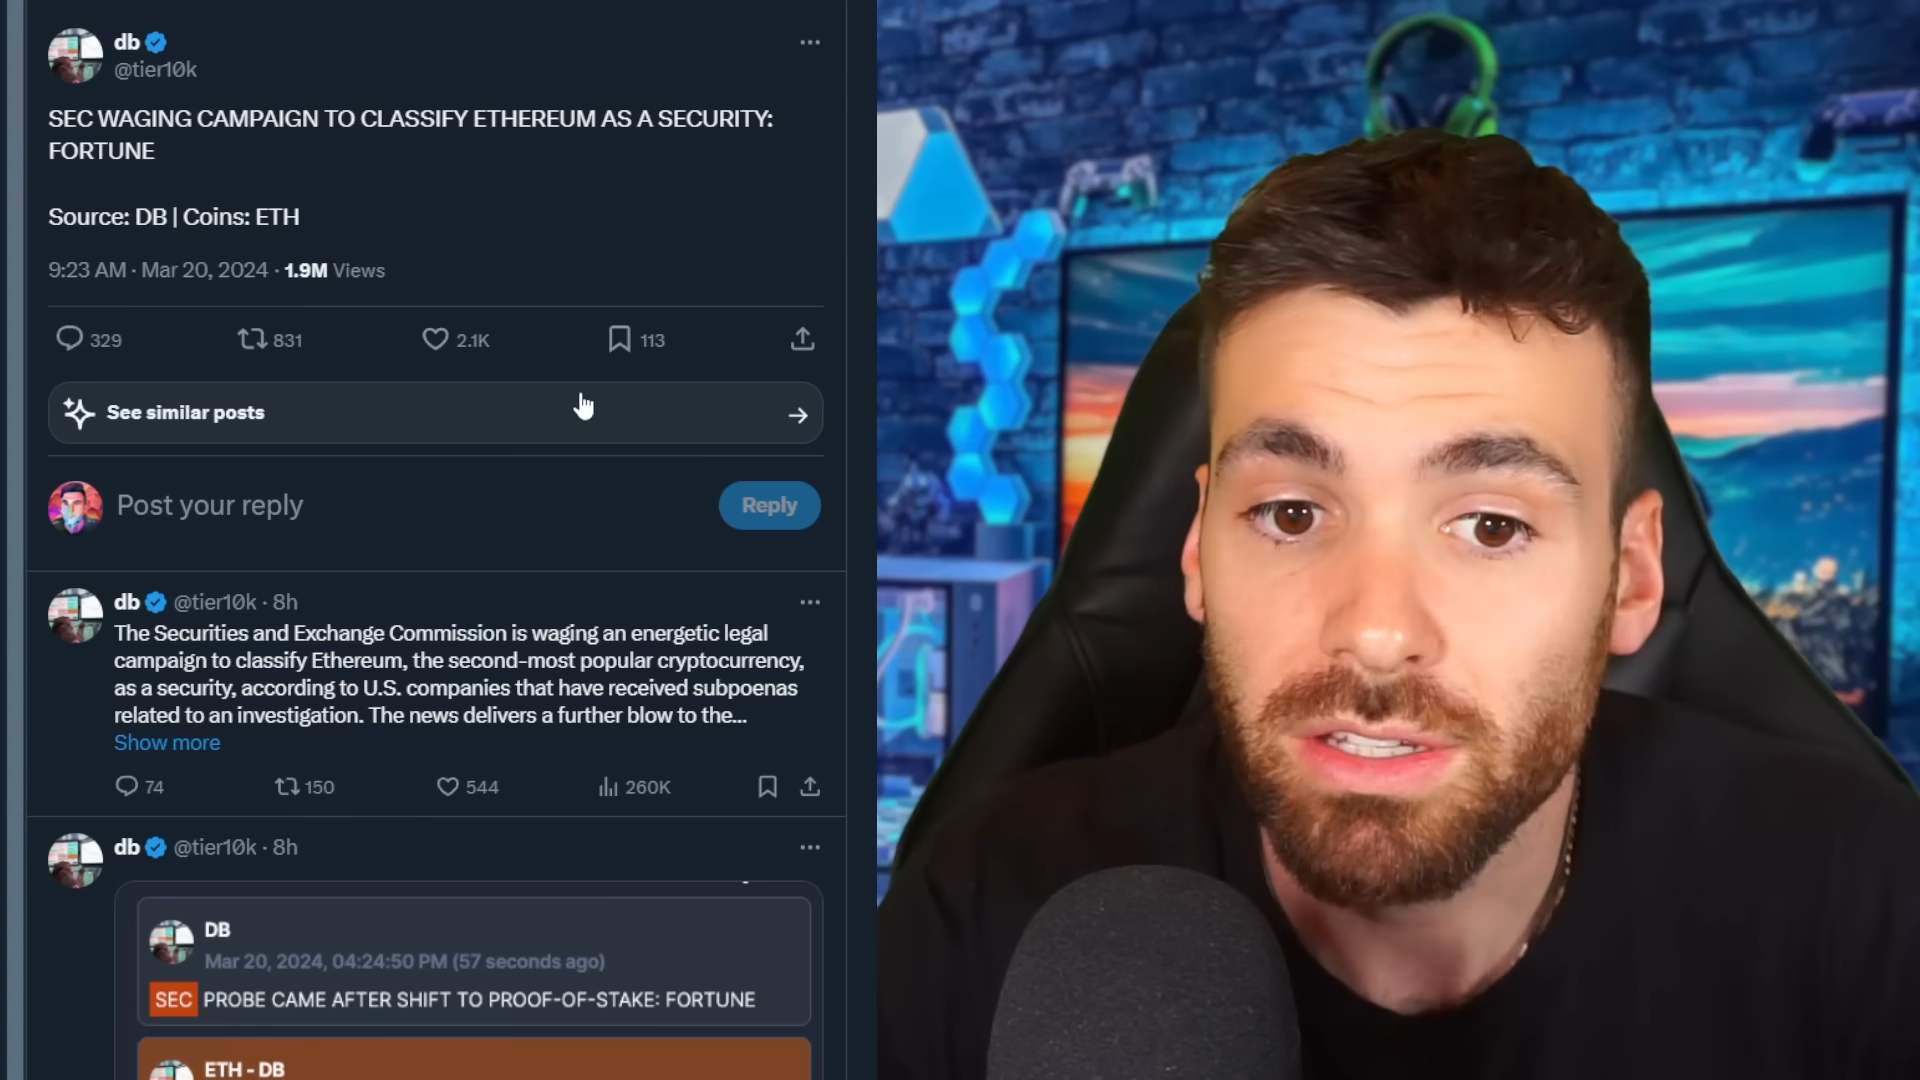 db
@tier10k
SEC WAGING CAMPAIGN TO CLASSIFY ETHEREUM AS A SECURITY:
FORTUNE
Source: DB | Coins: ETH
9:23 AM · Mar 20, 2024 · 1.9M Views
329 831 2.1K 113
See similar posts
Post your reply Reply
db @tier10k · 8h
The Securities and Exchange Commission is waging an energetic legal
campaign to classify Ethereum, the second-most popular cryptocurrency,
as a security, according to U.S. companies that have received subpoenas
related to an investigation. The news delivers a further blow to the...
Show more
74 150 544 260K
db @tier10k · 8h
DB
Mar 20, 2024, 04:24:50 PM (57 seconds ago)
SEC PROBE CAME AFTER SHIFT TO PROOF-OF-STAKE: FORTUNE
ETH - DB